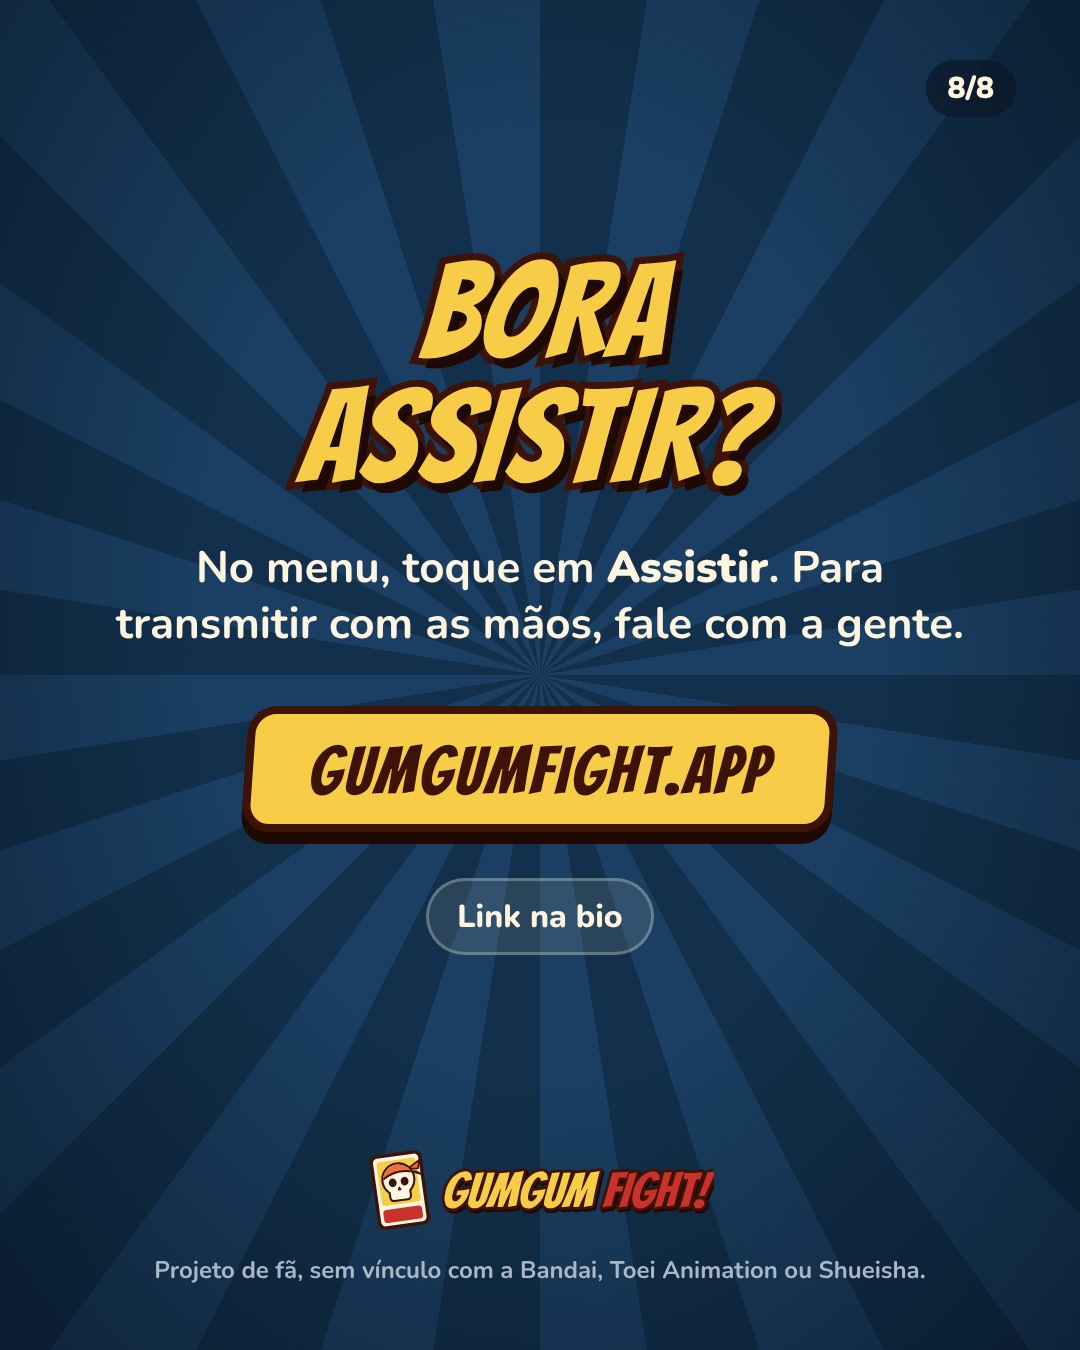 8/8
BORA
ASSISTIR?
No menu, toque em Assistir. Para
transmitir com as mãos, fale com a gente.
GUMGUMFIGHT.APP
Link na bio
GUMGUM FIGHT!
Projeto de fã, sem vínculo com a Bandai, Toei Animation ou Shueisha.